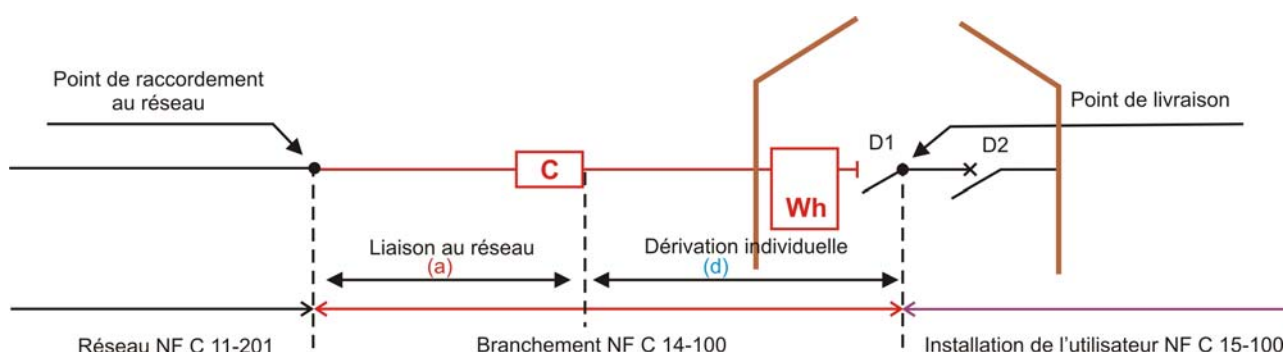 Point de raccordement
au réseau
Point de livraison
D1
D2
C
Wh
Liaison au réseau
(a)
Dérivation individuelle
(d)
Réseau NF C 11-201
Branchement NF C 14-100
Installation de l'utilisateur NF C 15-100